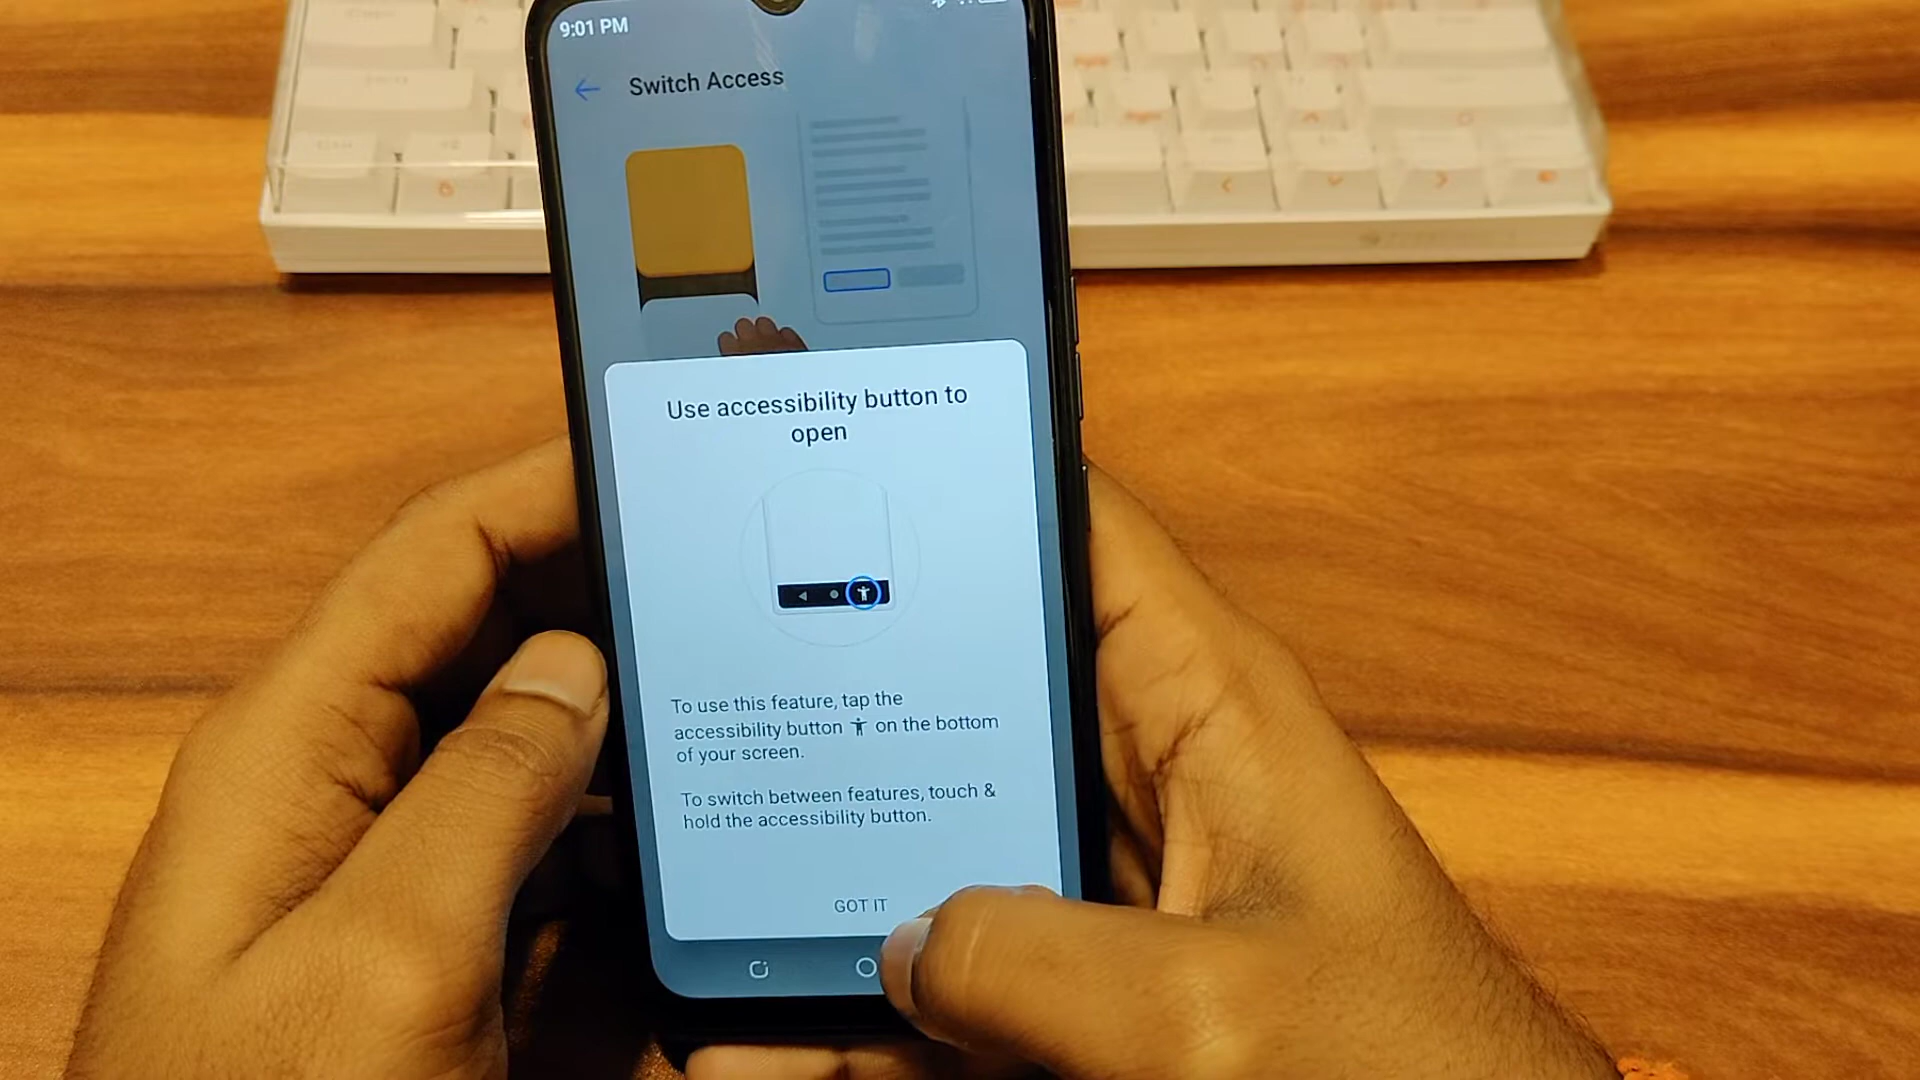 9:01 PM
Switch Access
Use accessibility button to
open
To use this feature, tap the
accessibility button on the bottom
of your screen.
To switch between features, touch &
hold the accessibility button.
GOT IT